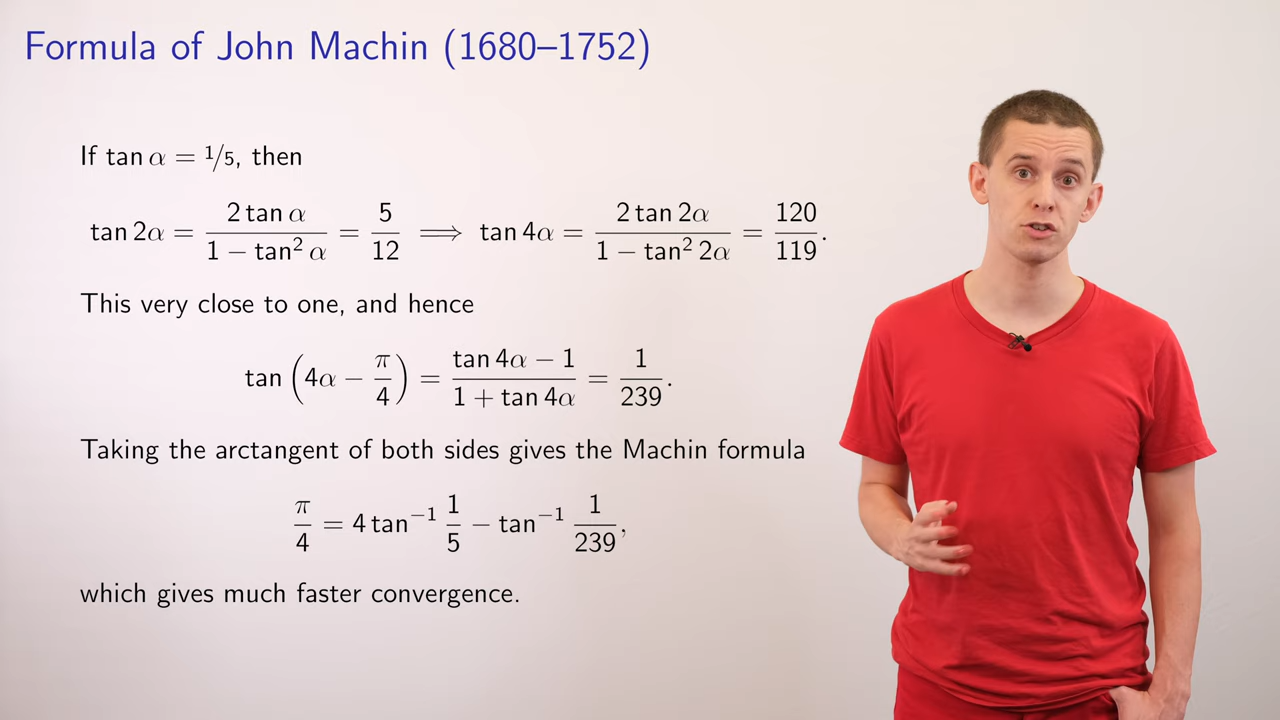 Formula of John Machin (1680–1752)
If tan α = 1/5, then
tan 2α = 2 tan α / (1 − tan² α) = 5/12 ⟹ tan 4α = 2 tan 2α / (1 − tan² 2α) = 120/119.
This very close to one, and hence
tan (4α − π/4) = (tan 4α − 1) / (1 + tan 4α) = 1/239.
Taking the arctangent of both sides gives the Machin formula
π/4 = 4 tan⁻¹ 1/5 − tan⁻¹ 1/239,
which gives much faster convergence.